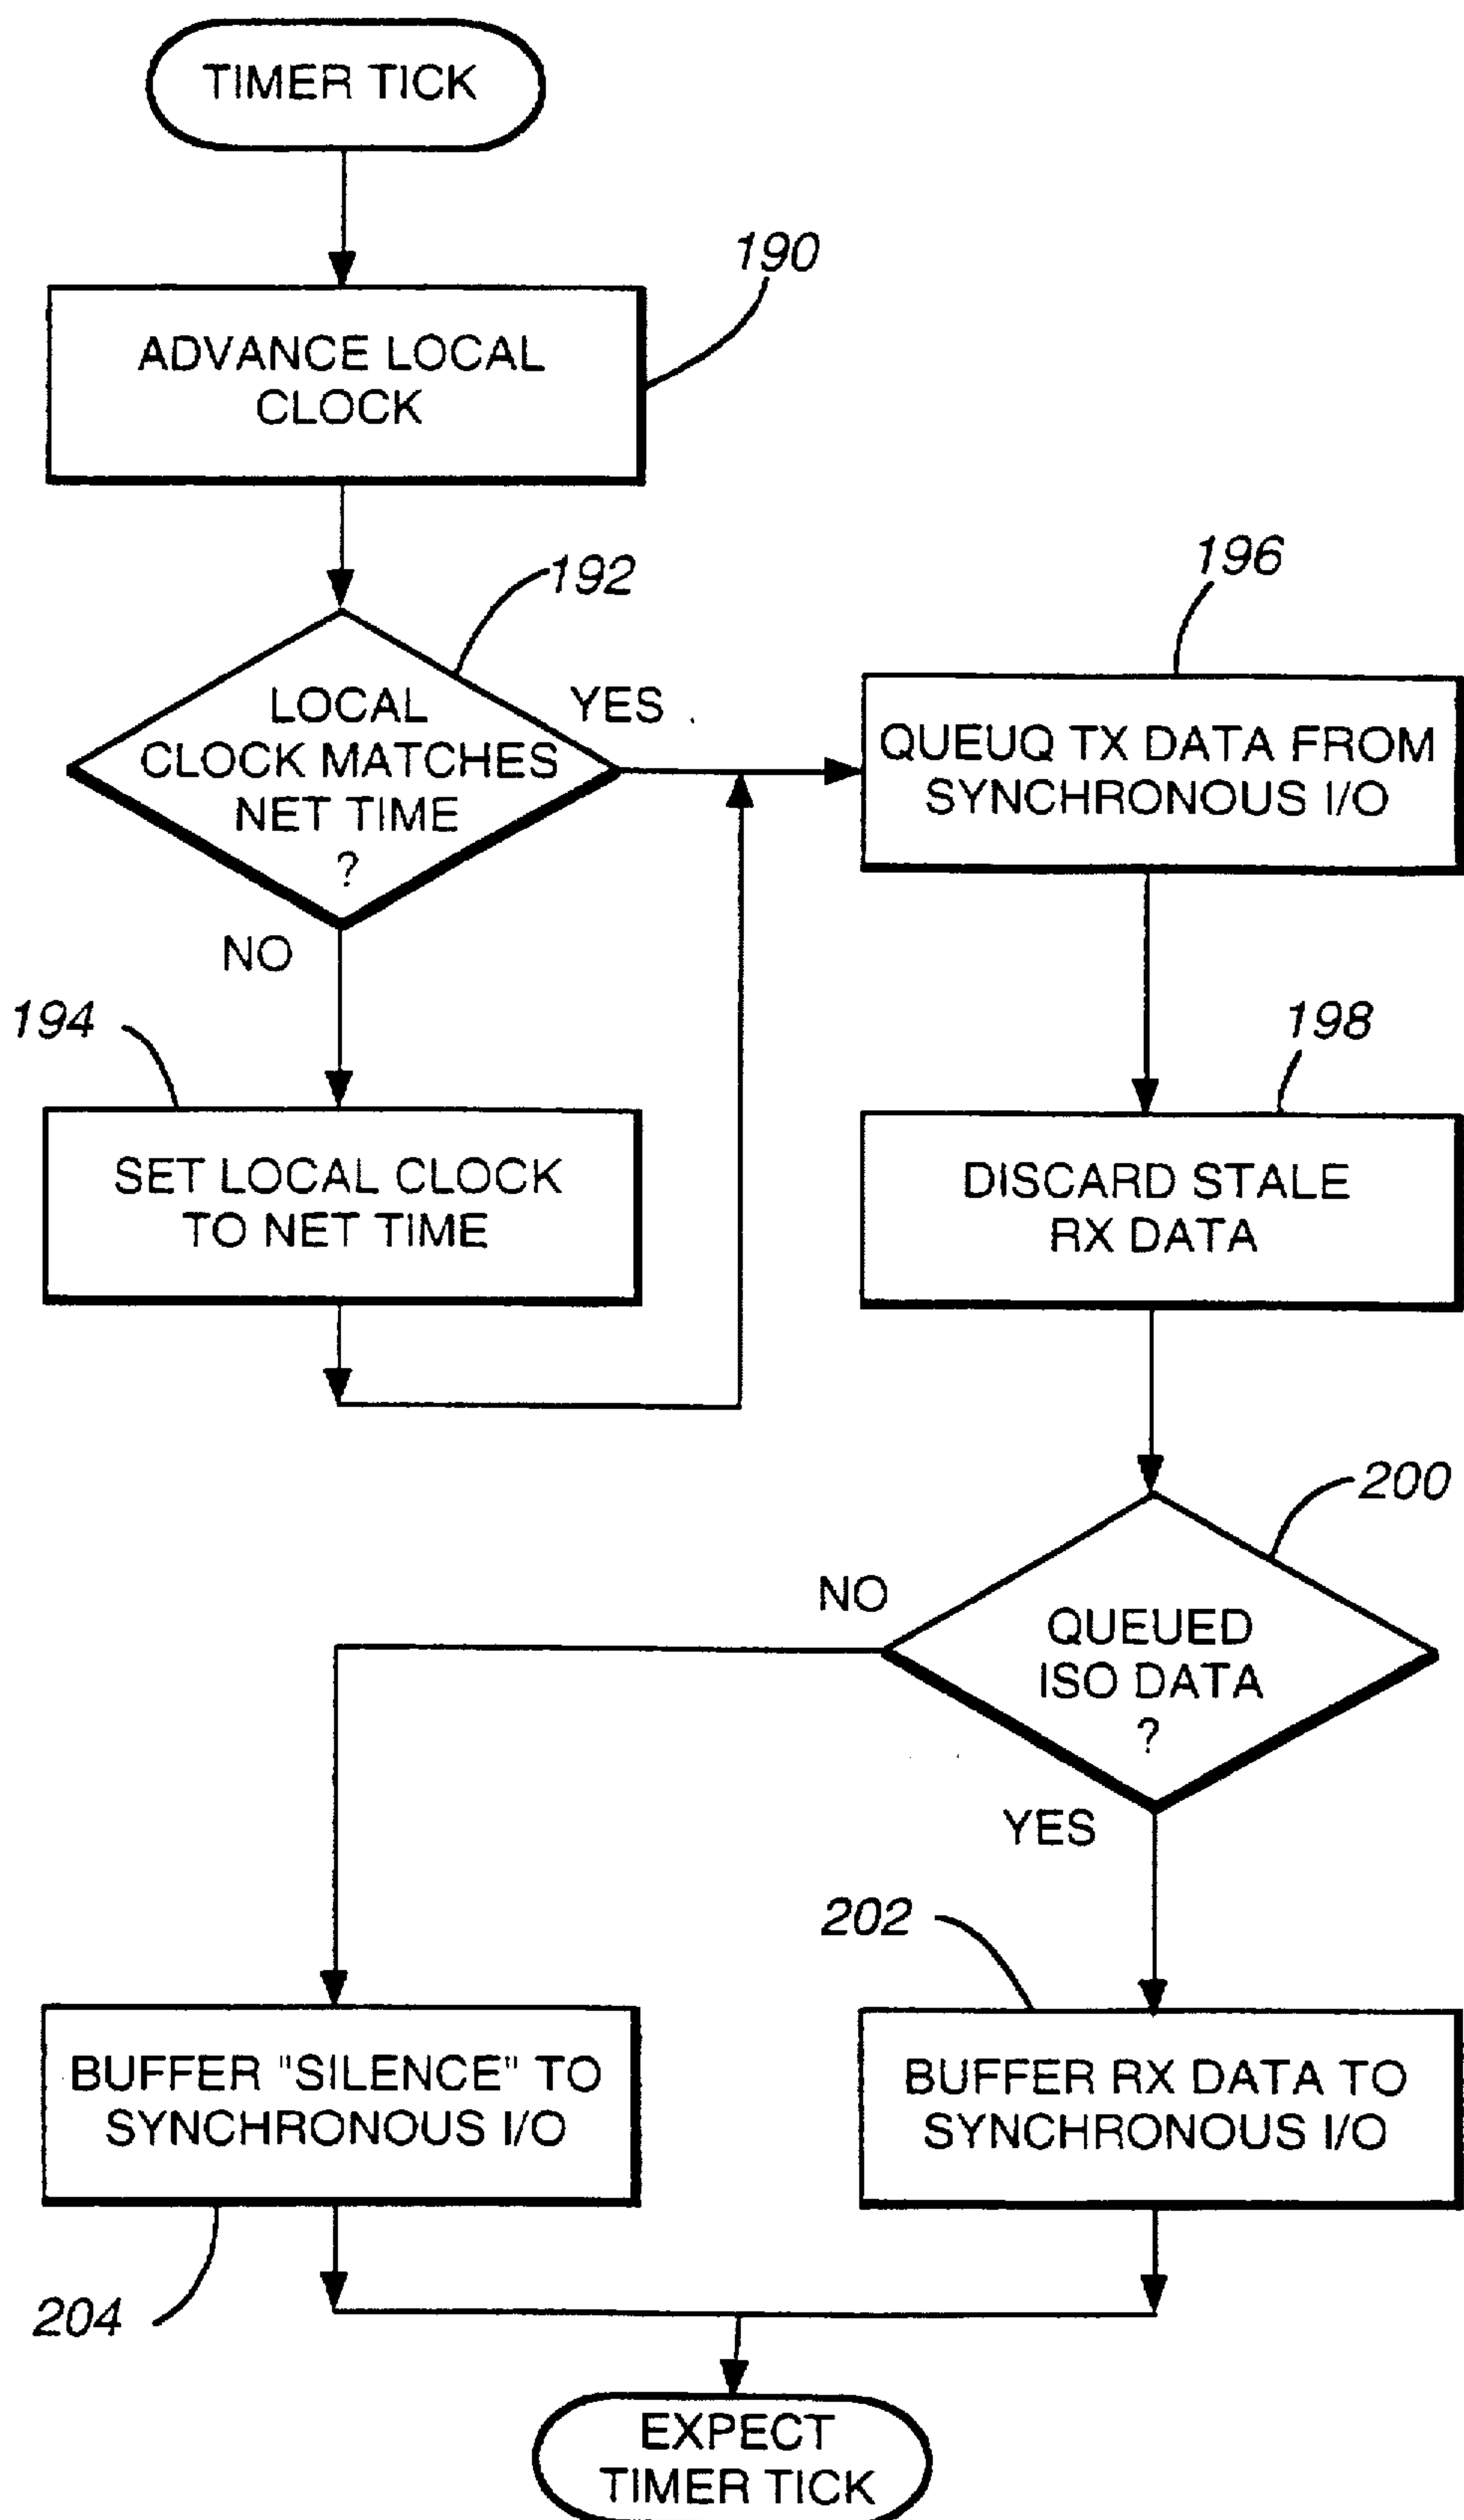 TIMER TICK
190
ADVANCE LOCAL
CLOCK
192
196
LOCAL
CLOCK MATCHES
NET TIME
?
YES
QUEUQ TX DATA FROM
SYNCHRONOUS I/O
NO
194
198
SET LOCAL CLOCK
TO NET TIME
DISCARD STALE
RX DATA
200
NO
QUEUED
ISO DATA
?
YES
202
BUFFER "SILENCE" TO
SYNCHRONOUS I/O
BUFFER RX DATA TO
SYNCHRONOUS I/O
204
EXPECT
TIMER TICK